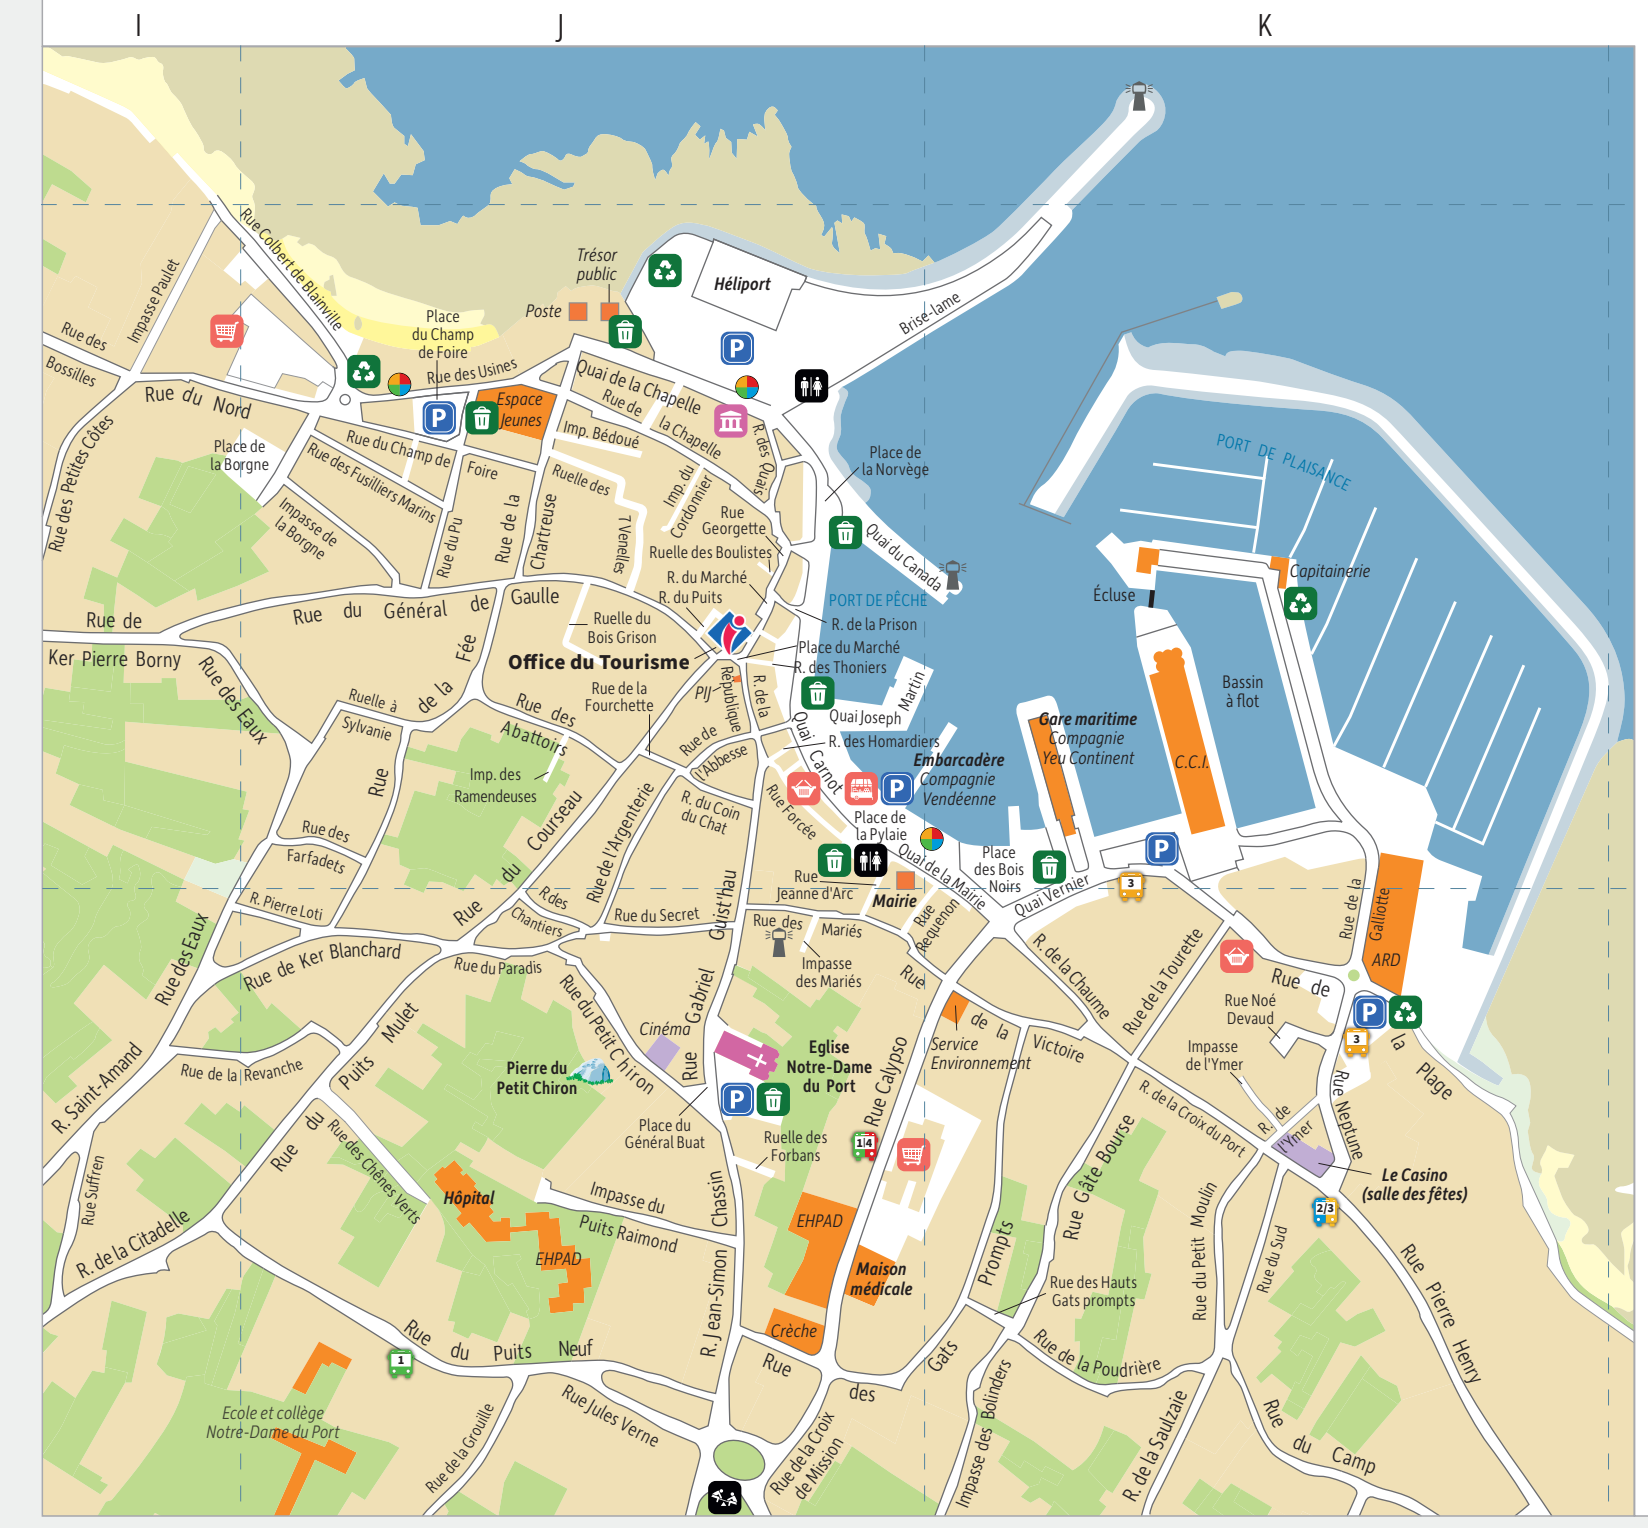 I
J
K
Rue Colbert de Blainville
Impasse Paulet
Trésor
public
Poste
Héliport
Brise-lame
Rue des
Bossilles
Place
du Champ
de Foire
P
Rue des Usines
Quai de la Chapelle
Rue de
la Chapelle
Espace
Jeunes
P
Rue du Nord
Rue des Petites Côtes
Place de
la Borgne
Rue du Champ de
Foire
Rue des Fusilliers Marins
Impasse de
la Borgne
Imp. Bédoué
Ruelle des
7 Venelles
Imp. du
Cordonnier
R. des Quais
Place de
la Norvège
PORT DE PLAISANCE
Rue du Pu
Rue de la
Chartreuse
Rue
Georgette
Ruelle des Boulistes
R. du Marché
R. du Puits
Quai du Canada
PORT DE PÊCHE
R. de la Prison
Place du Marché
R. des Thoniers
Écluse
Capitainerie
Rue du Général de
Gaulle
Rue de
Ker Pierre Borny
Ruelle du
Bois Grison
Office du Tourisme
Rue de la
Fourchette
PIJ
R. de la
République
Rue des Eaux
Rue de la Fée
Ruelle à
Sylvanie
Rue des
Abattoirs
Imp. des
Ramendeuses
Rue de
l'Abbesse
Quai Carnot
Quai Joseph
Martin
R. des Homardiers
Embarcadère
Compagnie
Vendéenne
P
Gare maritime
Compagnie
Yeu Continent
C.C.I.
Bassin
à flot
Rue du Courseau
Rue de l'Argenterie
R. du Coin
du Chat
Rue Forcée
Place de
la Pylaie
Quai de la Mairie
Place
des Bois
Noirs
Quai Vernier
P
3
Rue des
Farfadets
R. Pierre Loti
Rue
Jeanne d'Arc
Mairie
Rue
Requenon
Rue de la
Galliotte
ARD
R. des
Chantiers
Rue du Secret
Rue des
Mariés
Impasse
des Mariés
Rue des Eaux
Rue de Ker Blanchard
Rue du Paradis
Rue du Petit Chiron
Rue Gabriel
Guist'hau
Rue
de la
Victoire
R. de la Chaume
Rue de la Tourette
Rue de
la
Plage
Rue Noé
Devaud
P
3
Cinéma
Pierre du
Petit Chiron
Eglise
Notre-Dame
du Port
P
Service
Environnement
Impasse
de l'Ymer
R. Saint-Amand
Rue de la Revanche
Rue du
Puits
Mulet
Rue des Chênes Verts
Place du
Général Buat
Ruelle des
Forbans
Rue Calypso
1
4
R. de la Croix du Port
R. de
l'Ymer
Rue Neptune
Le Casino
(salle des fêtes)
2/3
Rue Suffren
R. de la Citadelle
Hôpital
EHPAD
Impasse du
Puits Raimond
R. Jean-Simon
Chassin
EHPAD
Maison
médicale
Crèche
Gats
Prompts
Rue Gâte Bourse
Rue du Petit Moulin
Rue du Sud
Rue Pierre Henry
Rue des Hauts
Gats prompts
Rue de la Poudrière
Rue du Puits Neuf
1
Rue
des
Ecole et collège
Notre-Dame du Port
Rue Jules Verne
Rue de la Grouille
Rue de la Croix
de Mission
Impasse des Bolinders
R. de la Saulzaie
Rue du Camp